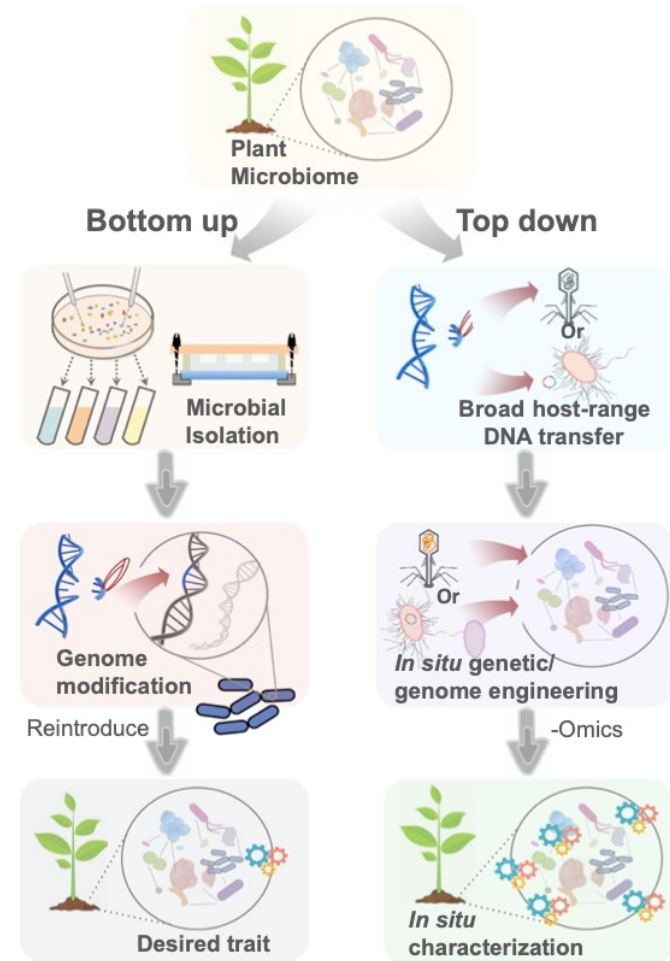 Plant
Microbiome
Bottom up
Top down
Microbial
Isolation
Or
Broad host-range
DNA transfer
Genome
modification
Or
In situ genetic/
genome engineering
Reintroduce
-Omics
Desired trait
In situ
characterization